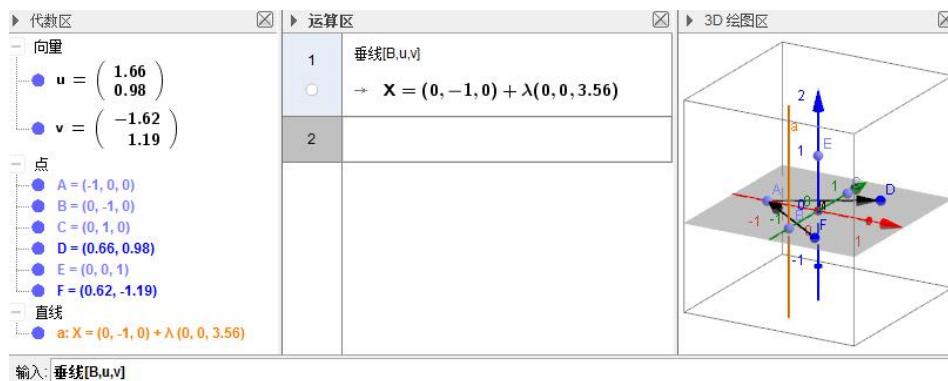 代数区
向量
u = ( 1.66
0.98 )
v = ( −1.62
1.19 )
点
A = (-1, 0, 0)
B = (0, -1, 0)
C = (0, 1, 0)
D = (0.66, 0.98)
E = (0, 0, 1)
F = (0.62, -1.19)
直线
a: X = (0, -1, 0) + λ (0, 0, 3.56)
运算区
1
垂线[B,u,v]
→ X = (0, −1, 0) + λ(0, 0, 3.56)
2
3D 绘图区
2
a
E
1
A
1
D
0
-1
-1
F
1
-1
输入: 垂线[B,u,v]